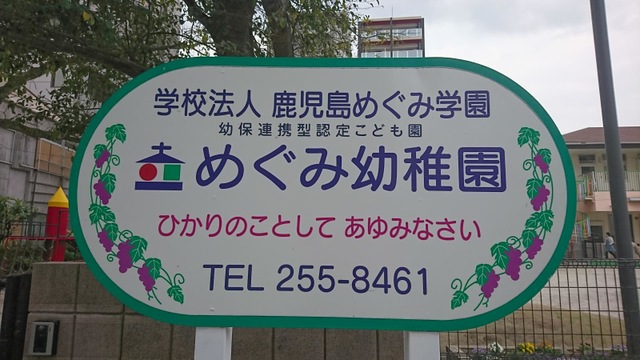 学校法人 鹿児島めぐみ学園
幼保連携型認定こども園
めぐみ幼稚園
ひかりのことして あゆみなさい
TEL 255-8461